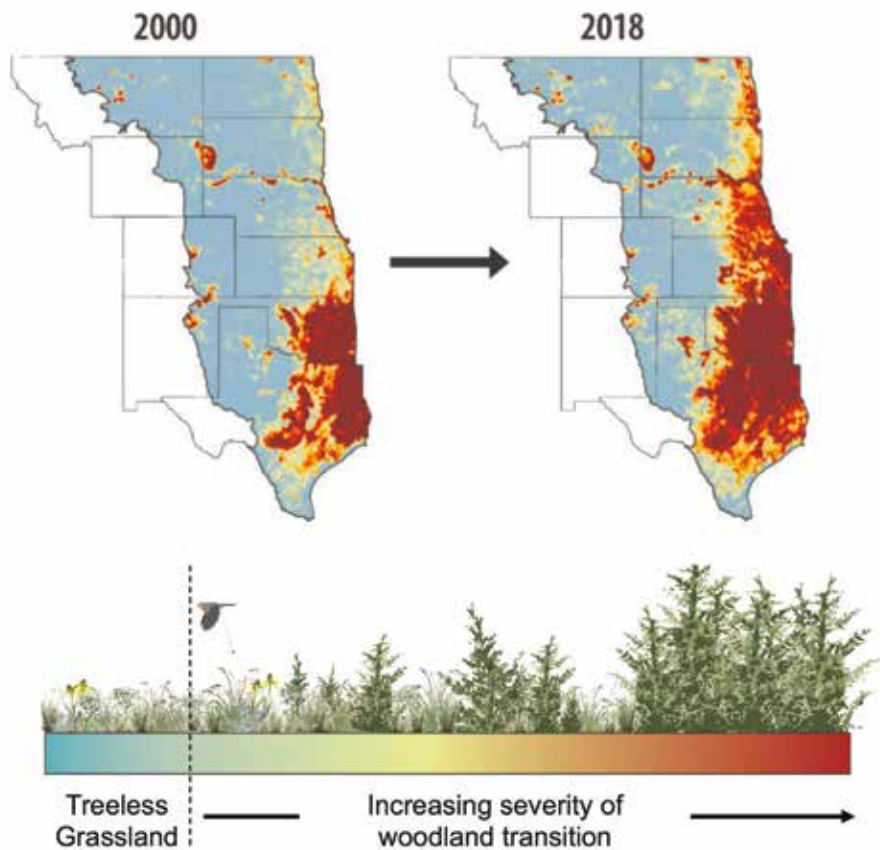 2000
2018
Treeless
Grassland
Increasing severity of
woodland transition